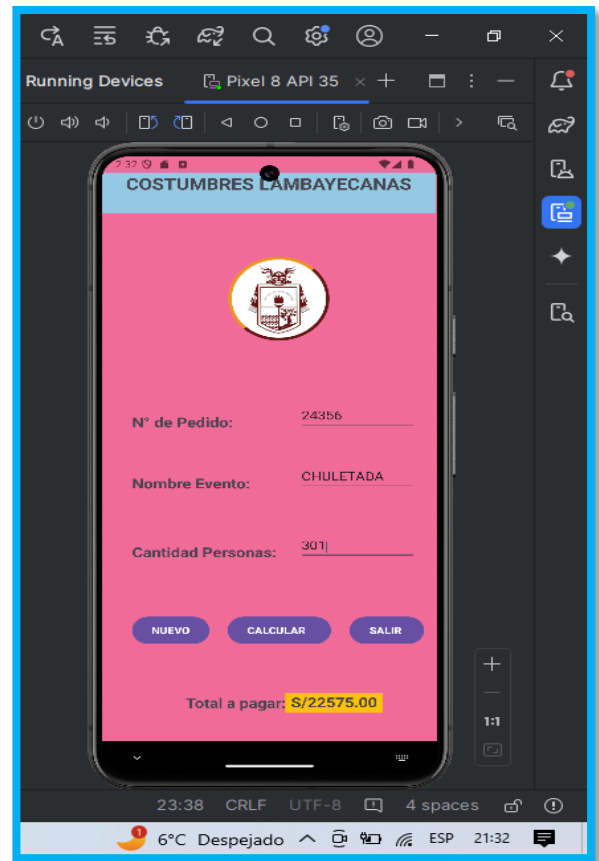 Running Devices Pixel 8 API 35
2:32
COSTUMBRES LAMBAYECANAS
N° de Pedido: 24356
Nombre Evento: CHULETADA
Cantidad Personas: 301
NUEVO CALCULAR SALIR
Total a pagar: S/22575.00
1:1
23:38 CRLF UTF-8 4 spaces
1 6°C Despejado ESP 21:32